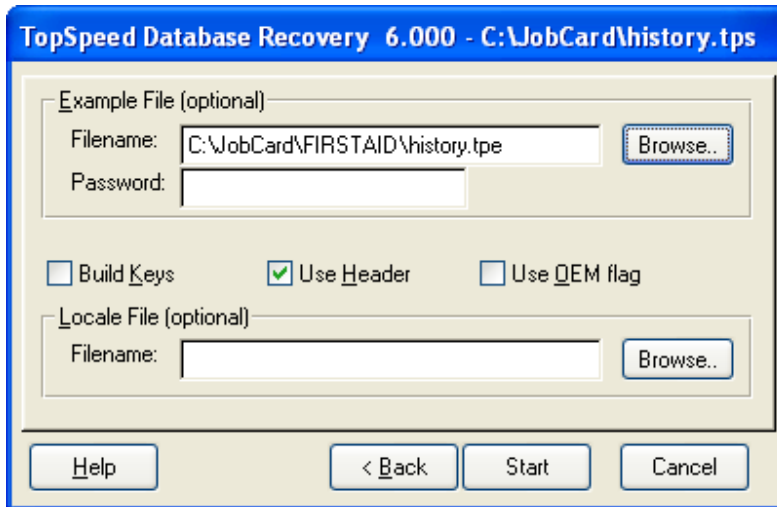 TopSpeed Database Recovery 6.000 - C:\JobCard\history.tps
Example File (optional)
Filename: C:\JobCard\FIRSTAID\history.tpe Browse..
Password:
Build Keys Use Header Use OEM flag
Locale File (optional)
Filename: Browse..
Help < Back Start Cancel